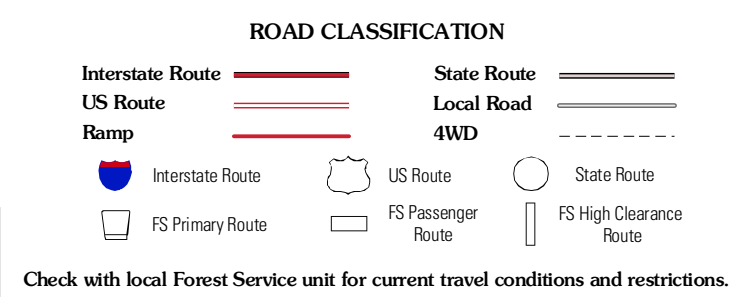 ROAD CLASSIFICATION
Interstate Route
State Route
US Route
Local Road
Ramp
4WD
Interstate Route
US Route
State Route
FS Primary Route
FS Passenger
Route
FS High Clearance
Route
Check with local Forest Service unit for current travel conditions and restrictions.